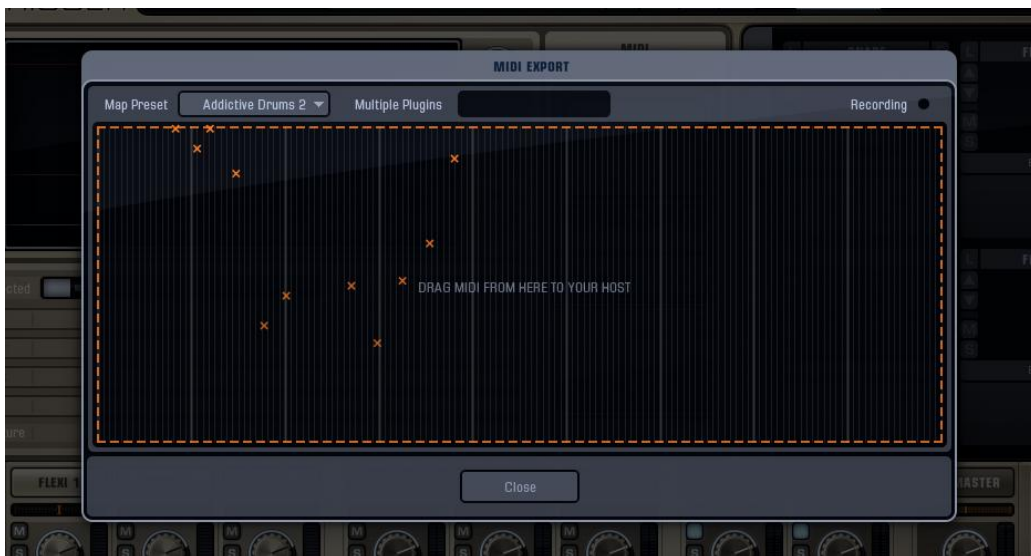 MIDI EXPORT
Map Preset Addictive Drums 2 Multiple Plugins Recording
DRAG MIDI FROM HERE TO YOUR HOST
Close
FLEXI 1
MASTER
M M M M M M M
S S S S S S S